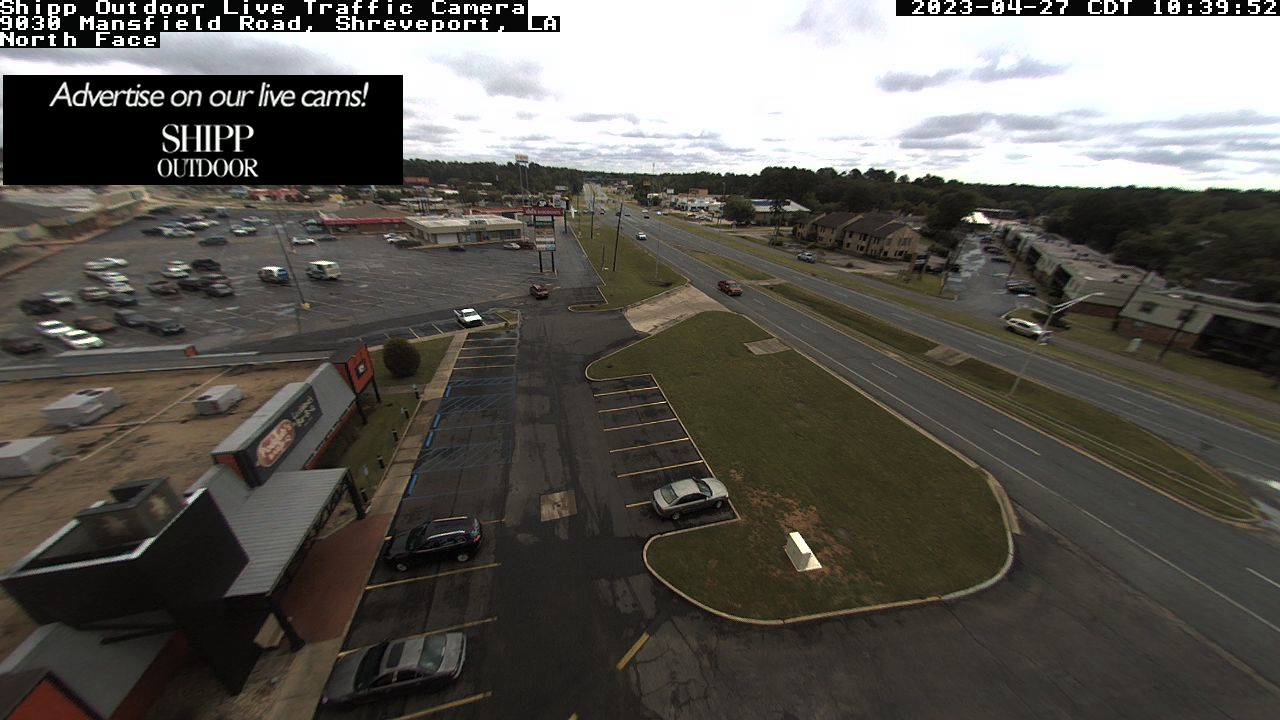 Shipp Outdoor Live Traffic Camera
2023-04-27 CDT 10:39:52
9030 Mansfield Road, Shreveport, LA
North Face
Advertise on our live cams!
SHIPP
OUTDOOR